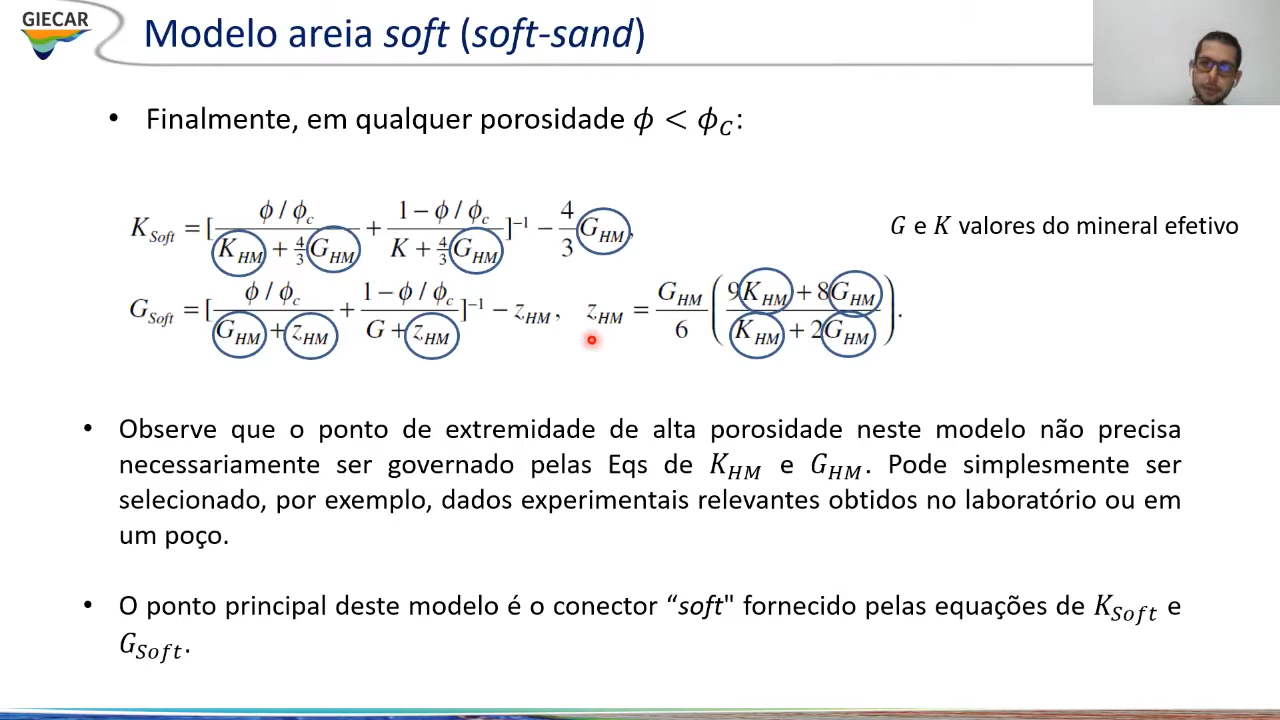 GIECAR
Modelo areia soft (soft-sand)
• Finalmente, em qualquer porosidade ϕ < ϕ_C:
K_Soft = [ (ϕ / ϕ_c) / (K_HM + 4/3 G_HM) + (1 − ϕ / ϕ_c) / (K + 4/3 G_HM) ]^−1 − 4/3 G_HM,
G e K valores do mineral efetivo
G_Soft = [ (ϕ / ϕ_c) / (G_HM + z_HM) + (1 − ϕ / ϕ_c) / (G + z_HM) ]^−1 − z_HM, z_HM = G_HM/6 ( (9K_HM + 8G_HM) / (K_HM + 2G_HM) ).
• Observe que o ponto de extremidade de alta porosidade neste modelo não precisa
necessariamente ser governado pelas Eqs de K_HM e G_HM. Pode simplesmente ser
selecionado, por exemplo, dados experimentais relevantes obtidos no laboratório ou em
um poço.
• O ponto principal deste modelo é o conector “soft" fornecido pelas equações de K_Soft e
G_Soft.